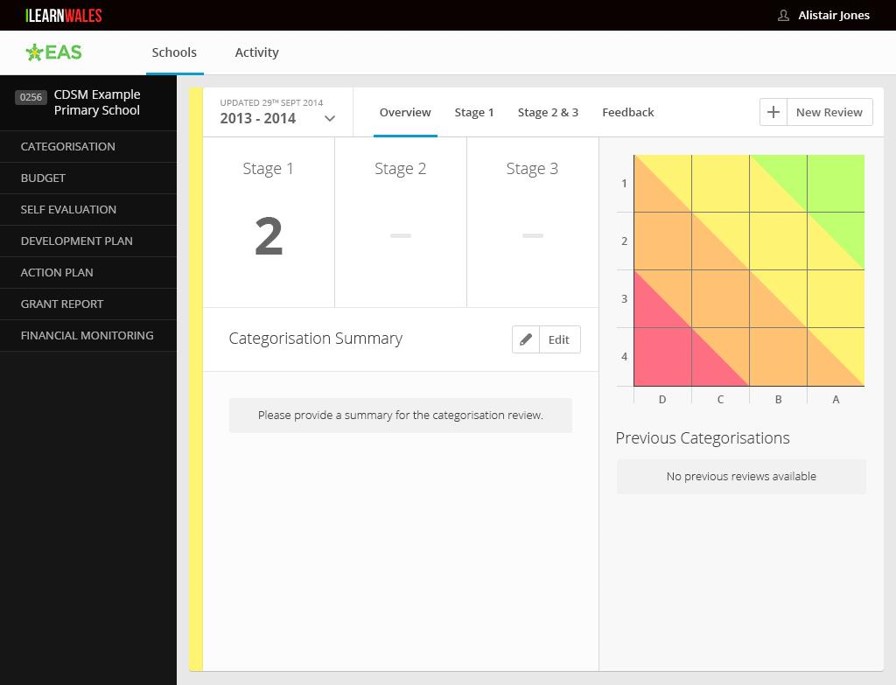 ILEARNWALES
Alistair Jones
EAS
Schools
Activity
0256
CDSM Example
Primary School
CATEGORISATION
BUDGET
SELF EVALUATION
DEVELOPMENT PLAN
ACTION PLAN
GRANT REPORT
FINANCIAL MONITORING
UPDATED 29TH SEPT 2014
2013 - 2014
Overview
Stage 1
Stage 2 & 3
Feedback
New Review
Stage 1
Stage 2
Stage 3
2
Categorisation Summary
Edit
Please provide a summary for the categorisation review.
1
2
3
4
D C B A
Previous Categorisations
No previous reviews available